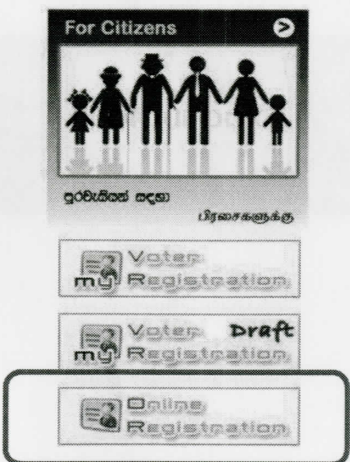 For Citizens
පුරවැසියන් සඳහා
பிரசைகளுக்கு
my Voter
Registration
Draft
my Voter
Registration
Online
Registration